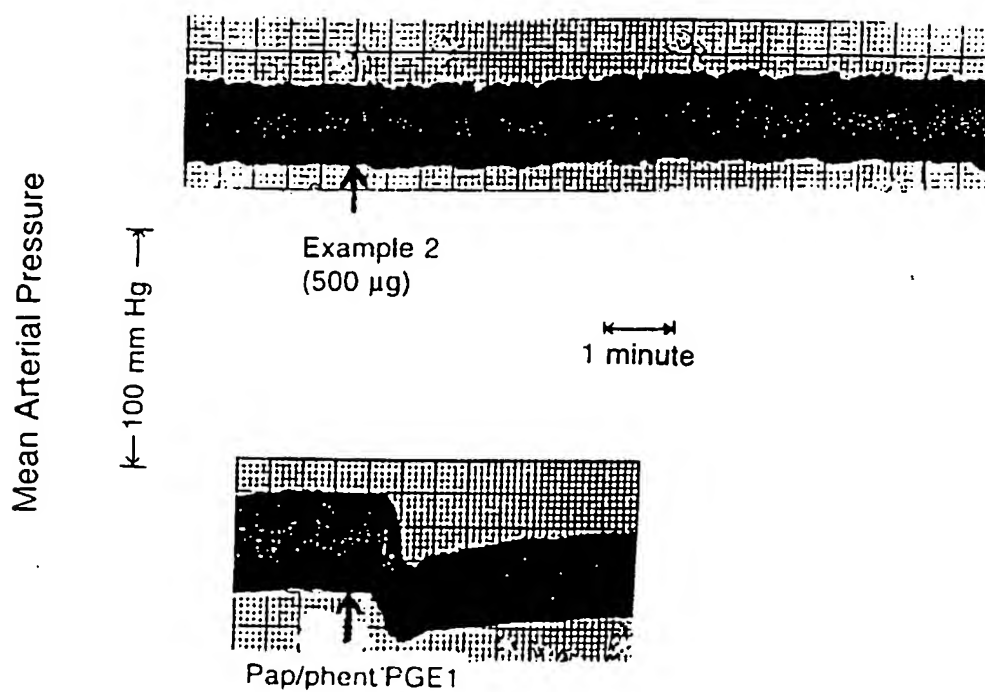 Mean Arterial Pressure
100 mm Hg
Example 2
(500 µg)
1 minute
Pap/phent PGE1